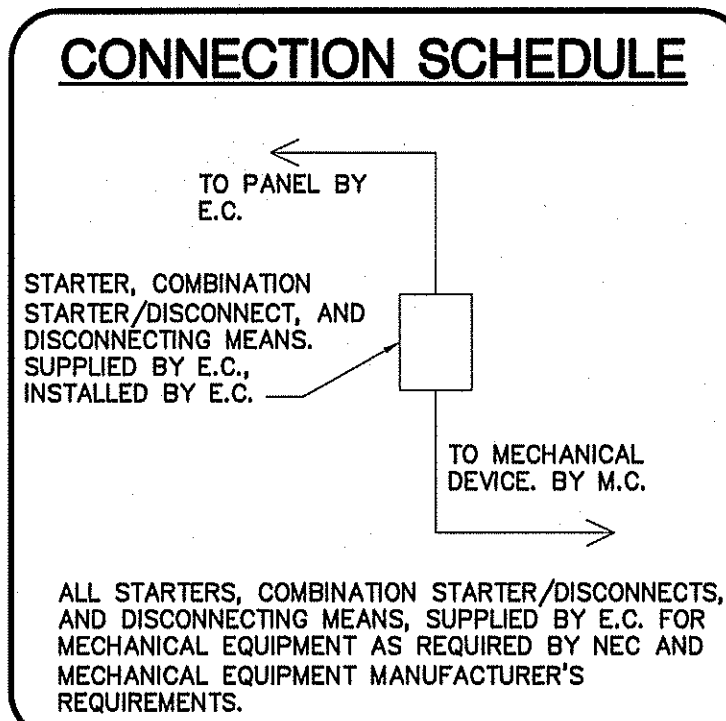 CONNECTION SCHEDULE
TO PANEL BY
E.C.
STARTER, COMBINATION
STARTER/DISCONNECT, AND
DISCONNECTING MEANS.
SUPPLIED BY E.C.,
INSTALLED BY E.C.
TO MECHANICAL
DEVICE. BY M.C.
ALL STARTERS, COMBINATION STARTER/DISCONNECTS,
AND DISCONNECTING MEANS, SUPPLIED BY E.C. FOR
MECHANICAL EQUIPMENT AS REQUIRED BY NEC AND
MECHANICAL EQUIPMENT MANUFACTURER'S
REQUIREMENTS.